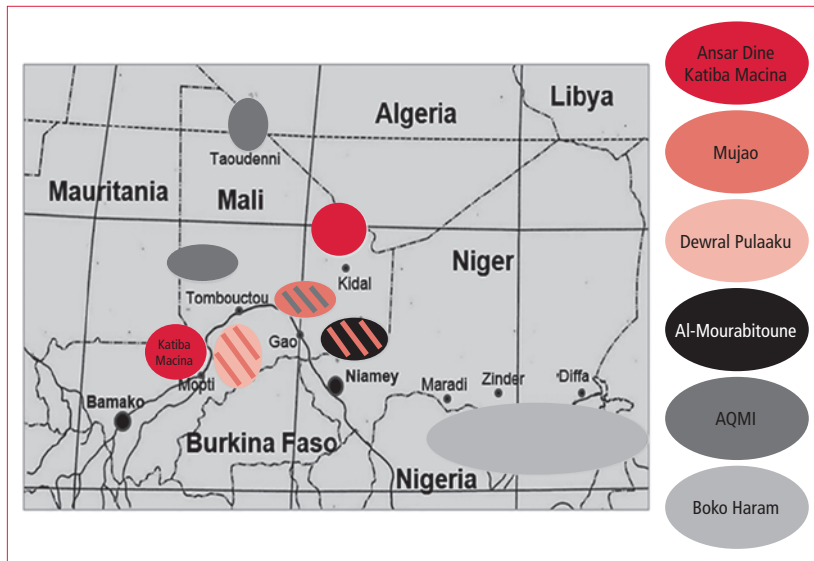 Algeria
Libya
Taoudenni
Mauritania
Mali
Niger
Kidal
Tombouctou
Gao
Katiba
Macina
Mopti
Niamey
Maradi
Zinder
Diffa
Bamako
Burkina Faso
Nigeria
Ansar Dine
Katiba Macina
Mujao
Dewral Pulaaku
Al-Mourabitoune
AQMI
Boko Haram